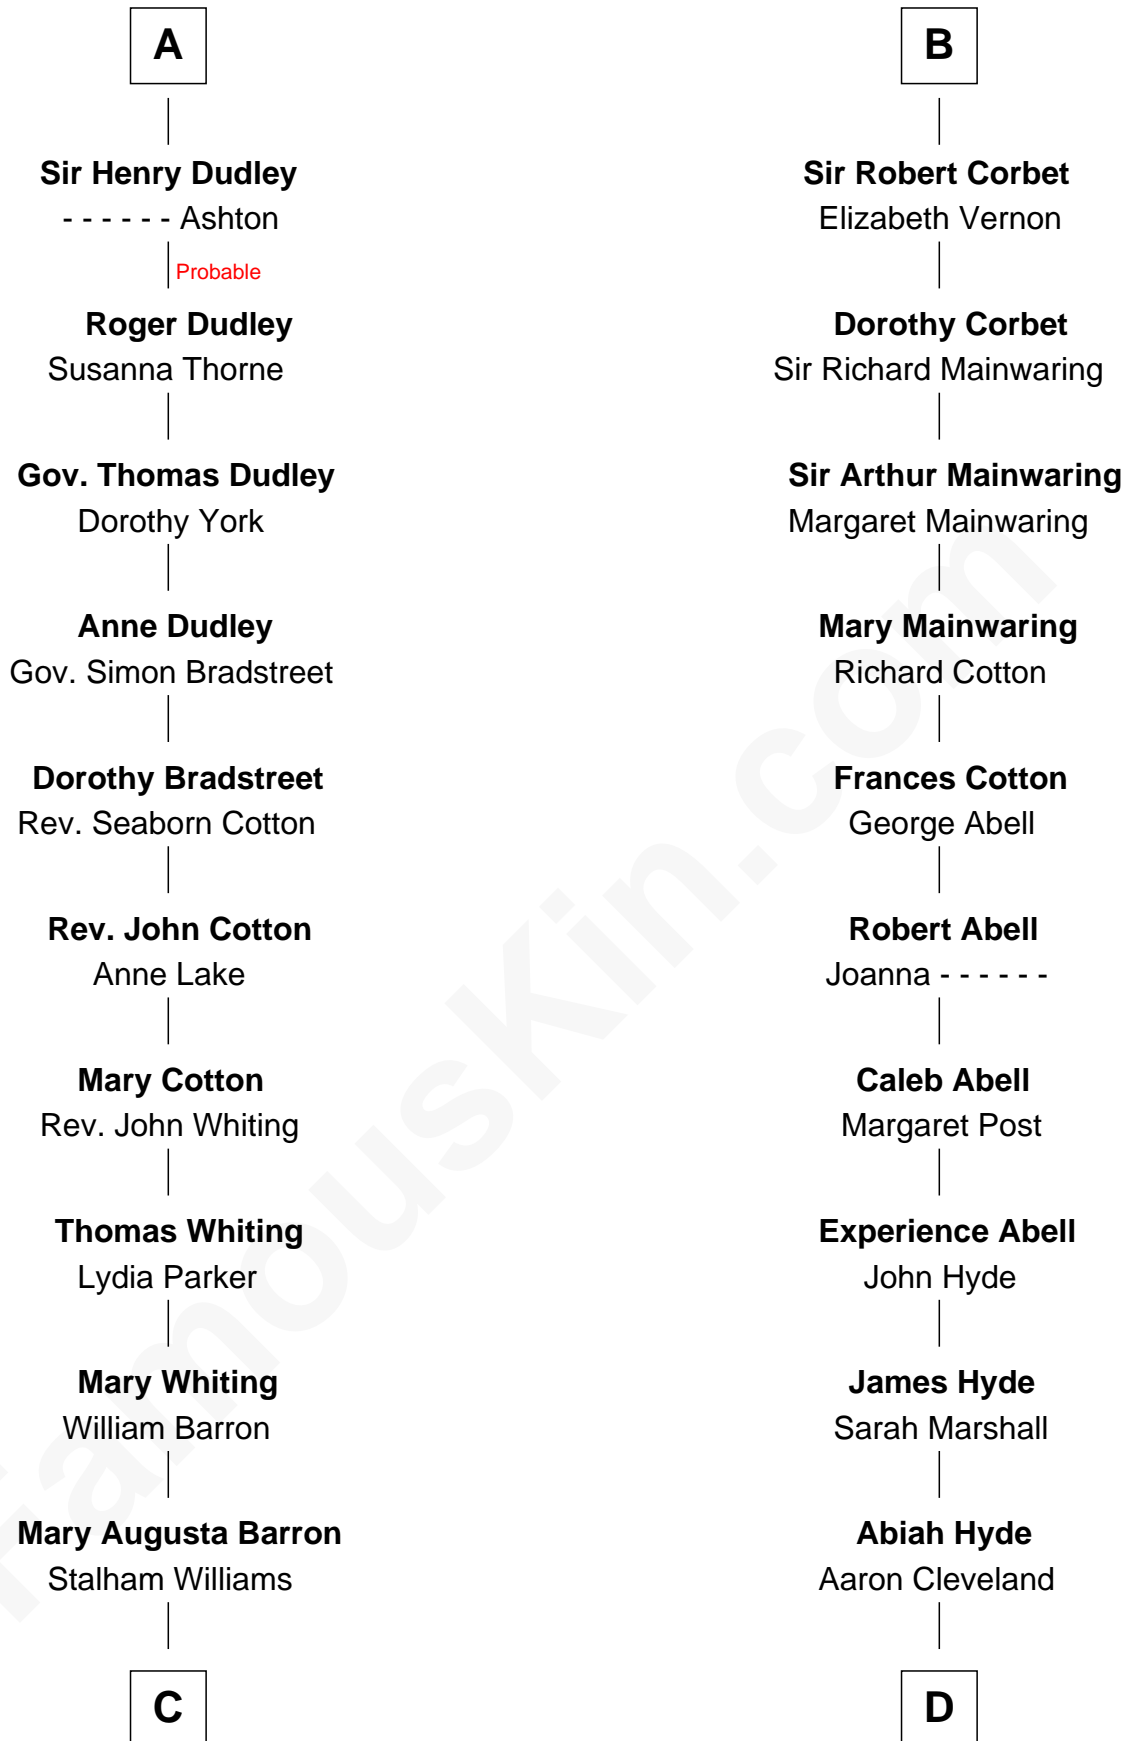 A
Sir Henry Dudley
- - - - - - Ashton
Probable
Roger Dudley
Susanna Thorne
Gov. Thomas Dudley
Dorothy York
Anne Dudley
Gov. Simon Bradstreet
Dorothy Bradstreet
Rev. Seaborn Cotton
Rev. John Cotton
Anne Lake
Mary Cotton
Rev. John Whiting
Thomas Whiting
Lydia Parker
Mary Whiting
William Barron
Mary Augusta Barron
Stalham Williams
C
B
Sir Robert Corbet
Elizabeth Vernon
Dorothy Corbet
Sir Richard Mainwaring
Sir Arthur Mainwaring
Margaret Mainwaring
Mary Mainwaring
Richard Cotton
Frances Cotton
George Abell
Robert Abell
Joanna - - - - - -
Caleb Abell
Margaret Post
Experience Abell
John Hyde
James Hyde
Sarah Marshall
Abiah Hyde
Aaron Cleveland
D
FamousKin.com